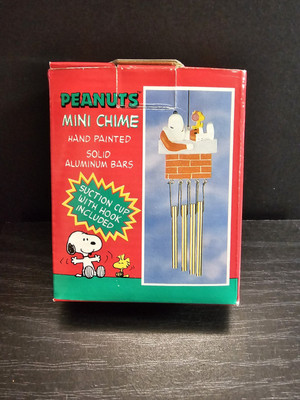 PEANUTS
MINI CHIME
HAND PAINTED
SOLID
ALUMINUM BARS
SUCTION CUP
WITH HOOK
INCLUDED